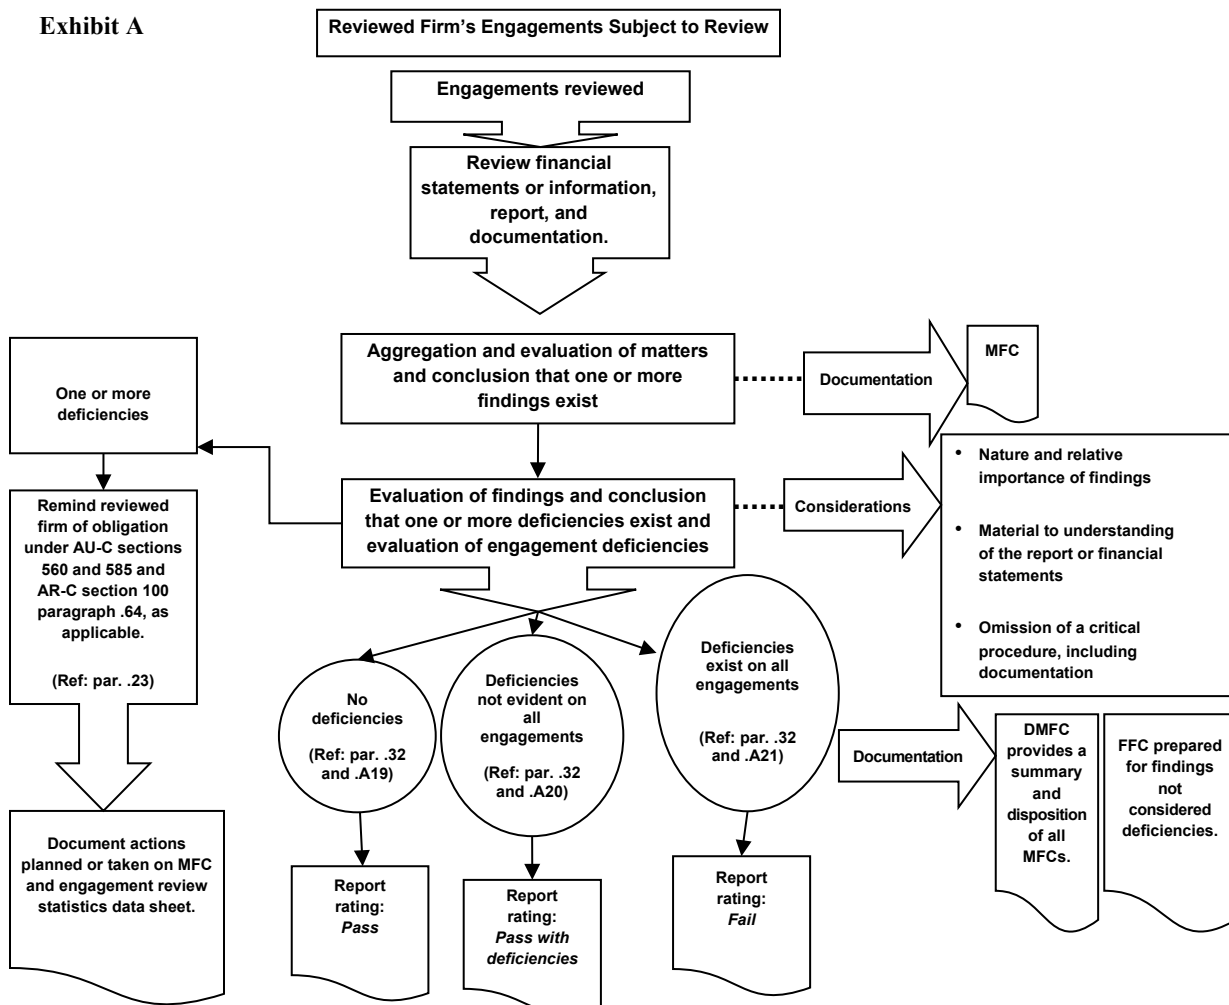 Exhibit A
Reviewed Firm's Engagements Subject to Review
Engagements reviewed
Review financial
statements or information,
report, and
documentation.
Aggregation and evaluation of matters
and conclusion that one or more
findings exist
Documentation
MFC
One or more
deficiencies
Evaluation of findings and conclusion
that one or more deficiencies exist and
evaluation of engagement deficiencies
Considerations
• Nature and relative
importance of findings
• Material to understanding
of the report or financial
statements
• Omission of a critical
procedure, including
documentation
Remind reviewed
firm of obligation
under AU-C sections
560 and 585 and
AR-C section 100
paragraph .64, as
applicable.
(Ref: par. .23)
No
deficiencies
(Ref: par. .32
and .A19)
Deficiencies
not evident on
all
engagements
(Ref: par. .32
and .A20)
Deficiencies
exist on all
engagements
(Ref: par. .32
and .A21)
Documentation
DMFC
provides a
summary
and
disposition
of all
MFCs.
FFC prepared
for findings
not
considered
deficiencies.
Document actions
planned or taken on MFC
and engagement review
statistics data sheet.
Report
rating:
Pass
Report
rating:
Pass with
deficiencies
Report
rating:
Fail